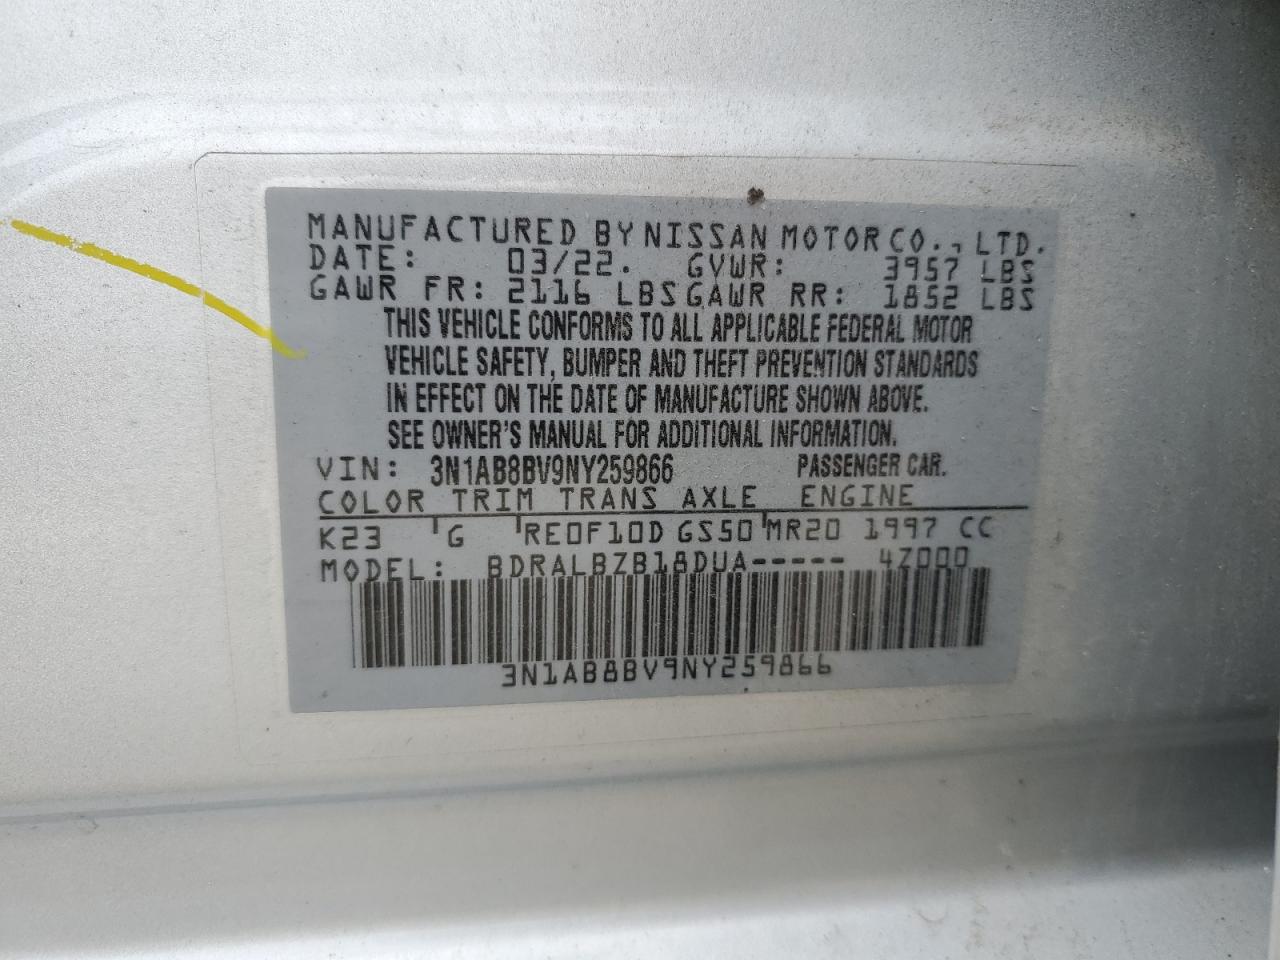 MANUFACTURED BY NISSAN MOTOR CO., LTD.
DATE: 03/22. GVWR: 3957 LBS
GAWR FR: 2116 LBS GAWR RR: 1852 LBS
THIS VEHICLE CONFORMS TO ALL APPLICABLE FEDERAL MOTOR
VEHICLE SAFETY, BUMPER AND THEFT PREVENTION STANDARDS
IN EFFECT ON THE DATE OF MANUFACTURE SHOWN ABOVE.
SEE OWNER'S MANUAL FOR ADDITIONAL INFORMATION.
VIN: 3N1AB8BV9NY259866 PASSENGER CAR.
COLOR TRIM TRANS AXLE ENGINE
K23 G RE0F10D GS50 MR20 1997 CC
MODEL: BDRALBZB18DUA----- 4Z000
3N1AB8BV9NY259866